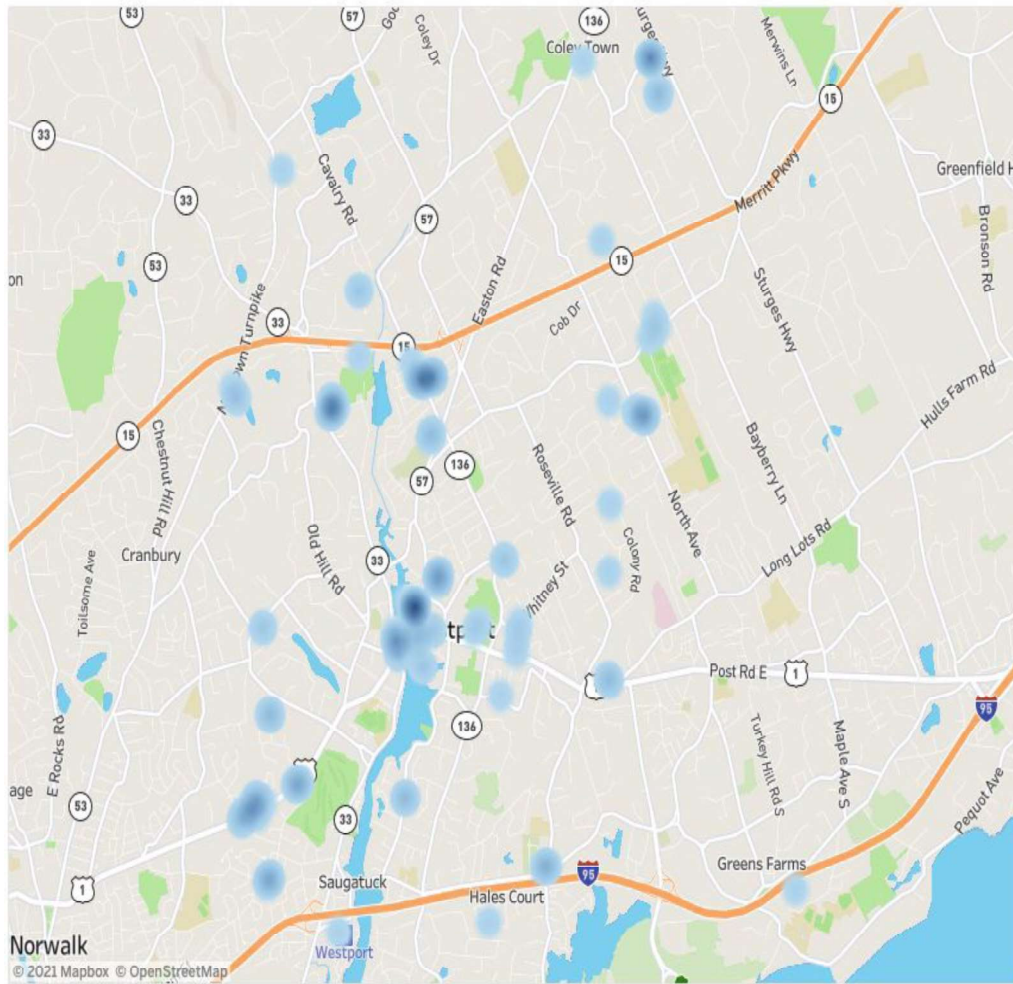 53
57
136
Coley Dr
Merwins Ln
Coley Town
15
33
Cavalry Rd
Greenfield H
33
Merritt Pkwy
57
Bronson Rd
53
15
on
Easton Rd
Sturges Hwy
Cob Dr
33
15
Hulls Farm Rd
15
Chestnut Hill Rd
Bayberry Ln
136
57
Roseville Rd
North Ave
Long Lots Rd
Cranbury
Old Hill Rd
33
Colony Rd
Toilsome Ave
Whitney St
Post Rd E
1
E Rocks Rd
136
95
Turkey Hill Rd S
Maple Ave S
age
53
33
Pequot Ave
Greens Farms
1
Saugatuck
95
Hales Court
Norwalk
Westport
© 2021 Mapbox © OpenStreetMap